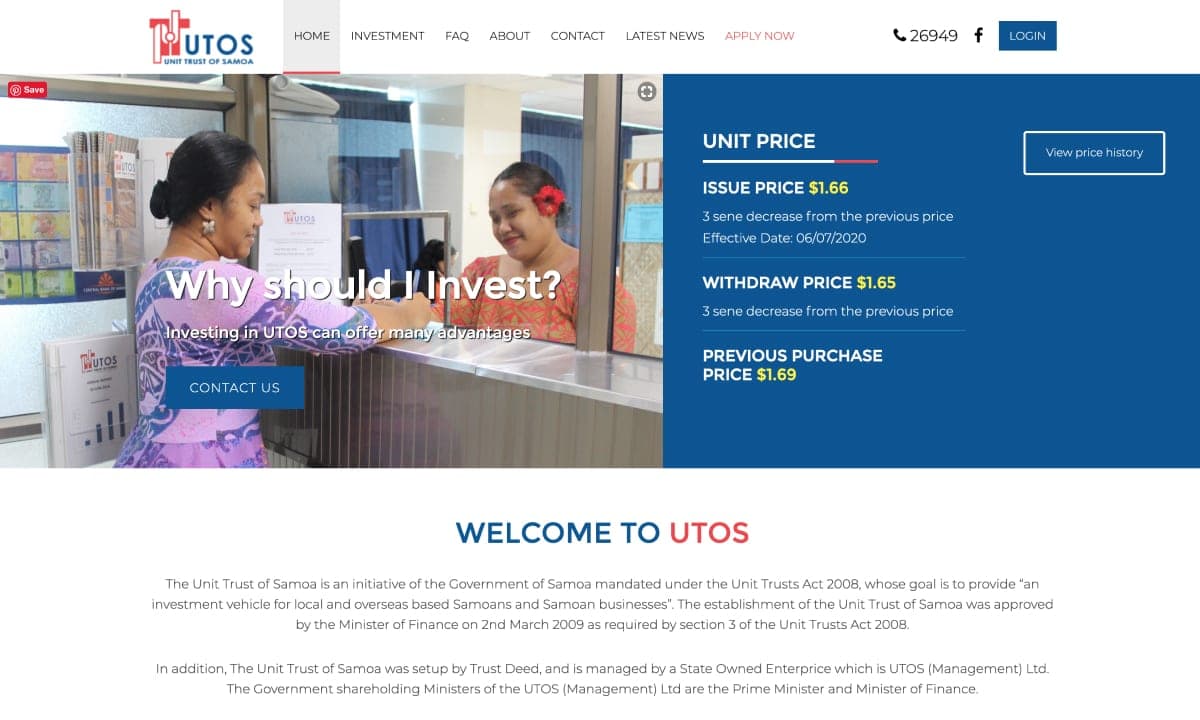 UTOS
UNIT TRUST OF SAMOA
HOME
INVESTMENT
FAQ
ABOUT
CONTACT
LATEST NEWS
APPLY NOW
26949
LOGIN
Save
UTOS
UTOS
CENTRAL BANK OF
UTOS
Why should I Invest?
Investing in UTOS can offer many advantages
CONTACT US
UNIT PRICE
View price history
ISSUE PRICE $1.66
3 sene decrease from the previous price
Effective Date: 06/07/2020
WITHDRAW PRICE $1.65
3 sene decrease from the previous price
PREVIOUS PURCHASE
PRICE $1.69
WELCOME TO UTOS
The Unit Trust of Samoa is an initiative of the Government of Samoa mandated under the Unit Trusts Act 2008, whose goal is to provide “an
investment vehicle for local and overseas based Samoans and Samoan businesses”. The establishment of the Unit Trust of Samoa was approved
by the Minister of Finance on 2nd March 2009 as required by section 3 of the Unit Trusts Act 2008.
In addition, The Unit Trust of Samoa was setup by Trust Deed, and is managed by a State Owned Enterprice which is UTOS (Management) Ltd.
The Government shareholding Ministers of the UTOS (Management) Ltd are the Prime Minister and Minister of Finance.